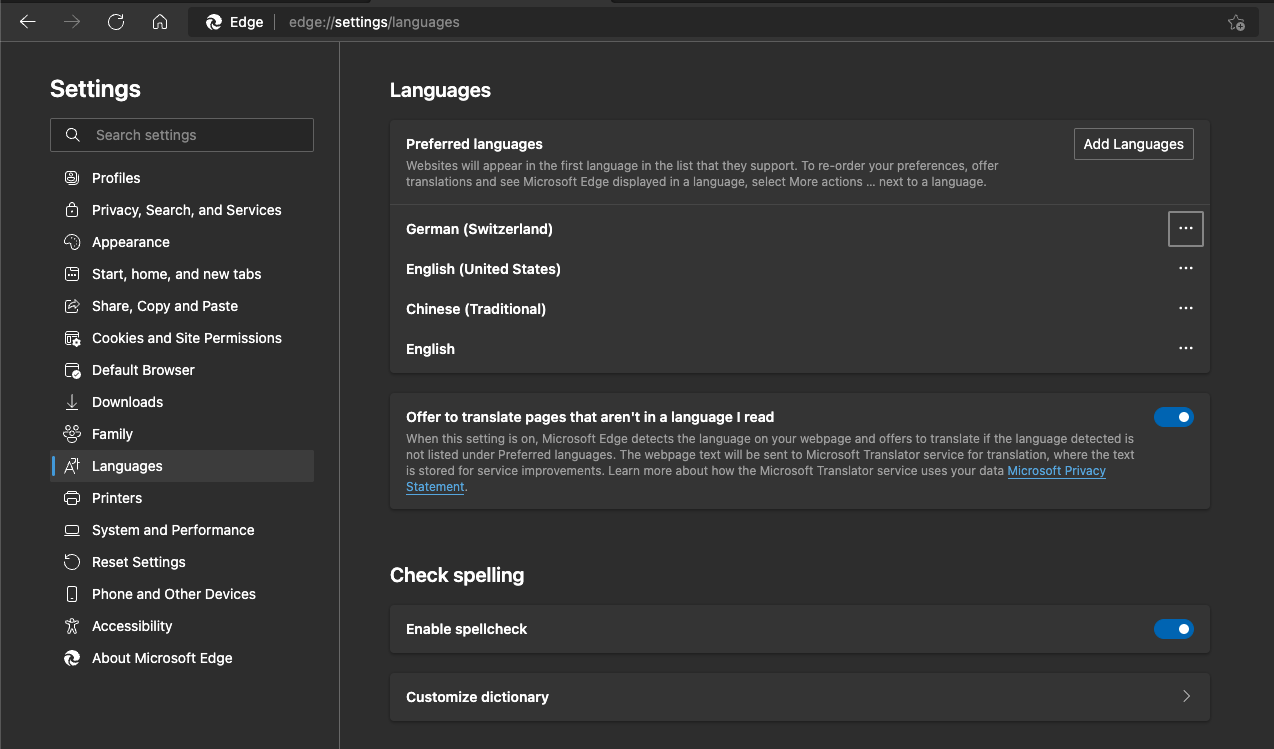 Edge
edge://settings/languages
Settings
Search settings
Profiles
Privacy, Search, and Services
Appearance
Start, home, and new tabs
Share, Copy and Paste
Cookies and Site Permissions
Default Browser
Downloads
Family
Languages
Printers
System and Performance
Reset Settings
Phone and Other Devices
Accessibility
About Microsoft Edge
Languages
Preferred languages
Add Languages
Websites will appear in the first language in the list that they support. To re-order your preferences, offer
translations and see Microsoft Edge displayed in a language, select More actions ... next to a language.
German (Switzerland)
English (United States)
Chinese (Traditional)
English
Offer to translate pages that aren't in a language I read
When this setting is on, Microsoft Edge detects the language on your webpage and offers to translate if the language detected is
not listed under Preferred languages. The webpage text will be sent to Microsoft Translator service for translation, where the text
is stored for service improvements. Learn more about how the Microsoft Translator service uses your data Microsoft Privacy
Statement.
Check spelling
Enable spellcheck
Customize dictionary